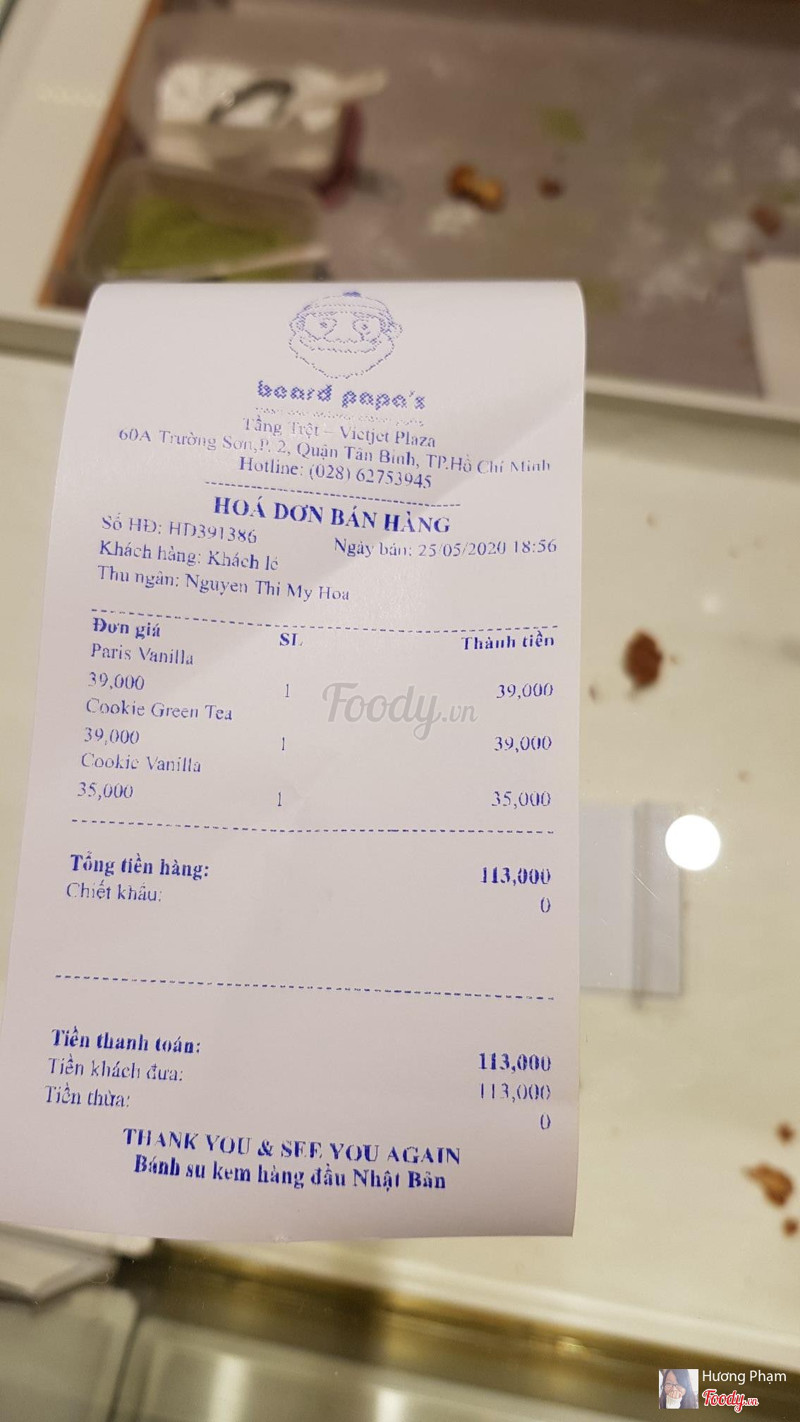 beard papa's
Tầng Trệt – Vietjet Plaza
60A Trường Sơn,P. 2, Quận Tân Bình, TP.Hồ Chí Minh
Hotline: (028) 62753945
HOÁ DƠN BÁN HÀNG
Số HĐ: HD391386
Ngày bán: 25/05/2020 18:56
Khách hàng: Khách lẻ
Thu ngân: Nguyen Thi My Hoa
Đơn giá SL Thành tiền
Paris Vanilla
39,000 1 39,000
Cookie Green Tea
39,000 1 39,000
Cookie Vanilla
35,000 1 35,000
Tổng tiền hàng: 113,000
Chiết khấu: 0
Tiền thanh toán: 113,000
Tiền khách đưa: 113,000
Tiền thừa: 0
THANK YOU & SEE YOU AGAIN
Bánh su kem hàng đầu Nhật Bản
Foody.vn
Hương Phạm
Foody.vn